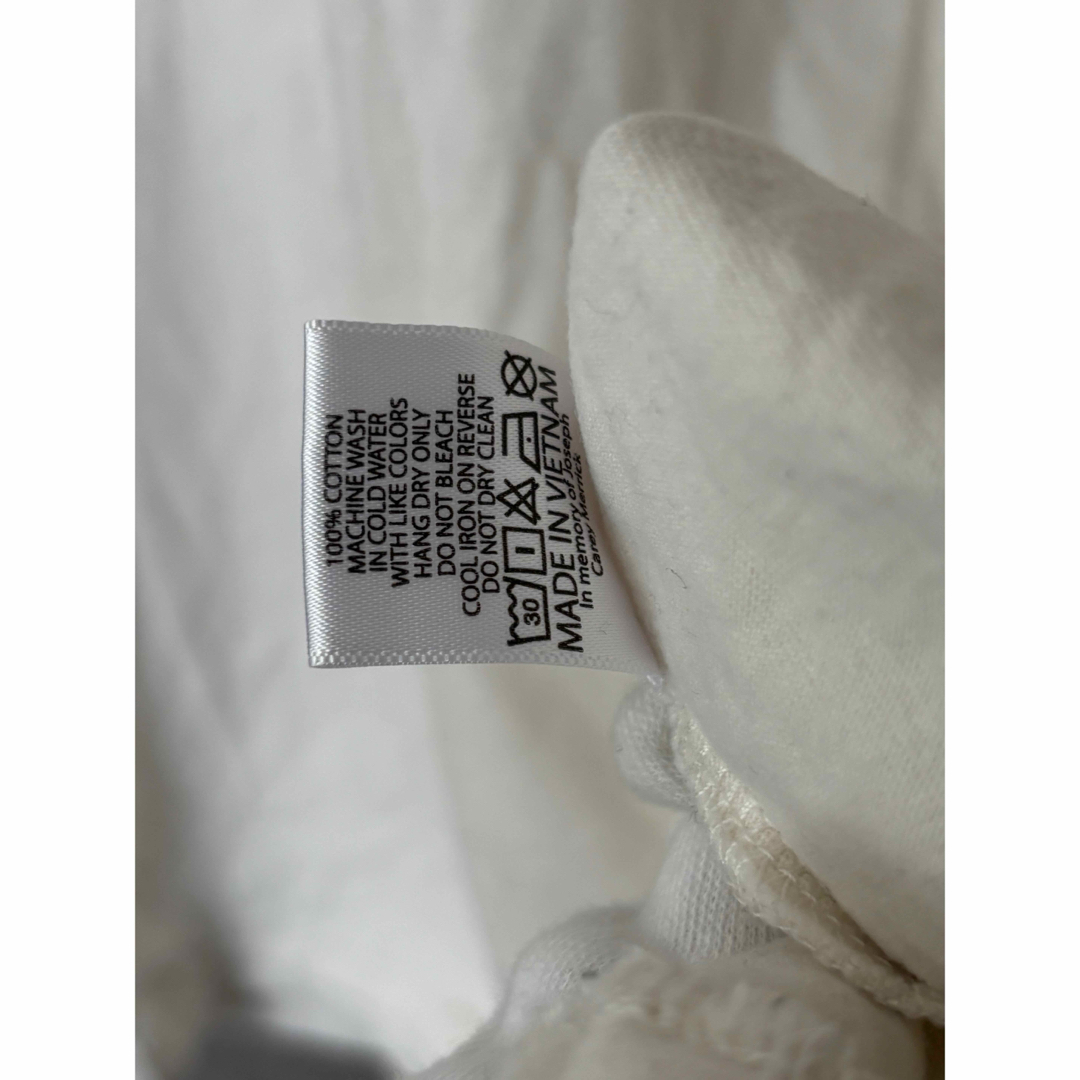 100% COTTON
MACHINE WASH
IN COLD WATER
WITH LIKE COLORS
HANG DRY ONLY
DO NOT BLEACH
COOL IRON ON REVERSE
DO NOT DRY CLEAN
30
MADE IN VIETNAM
In memory of Joseph
Carey Merrick